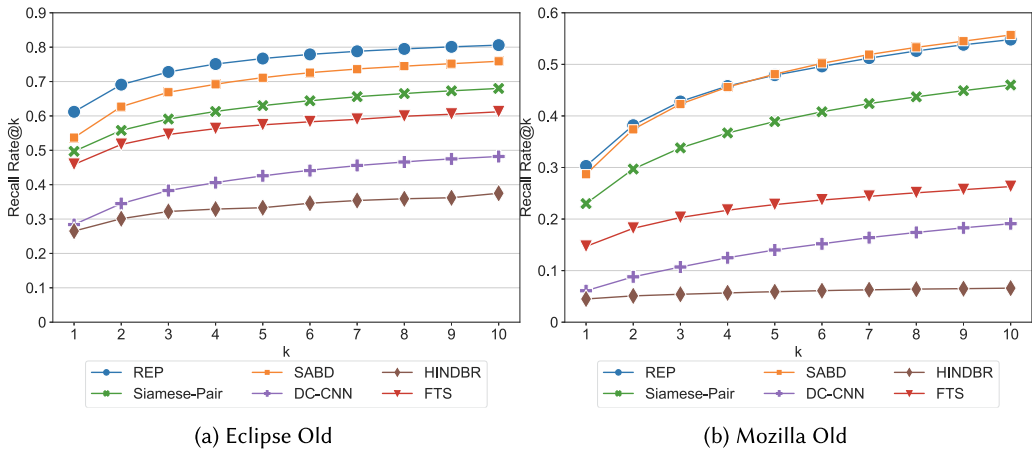 0.9
0.8
0.7
0.6
0.5
0.4
0.3
0.2
0.1
0
Recall Rate@k
1 2 3 4 5 6 7 8 9 10
k
REP SABD HINDBR
Siamese-Pair DC-CNN FTS
(a) Eclipse Old
0.6
0.5
0.4
0.3
0.2
0.1
0
Recall Rate@k
1 2 3 4 5 6 7 8 9 10
k
REP SABD HINDBR
Siamese-Pair DC-CNN FTS
(b) Mozilla Old